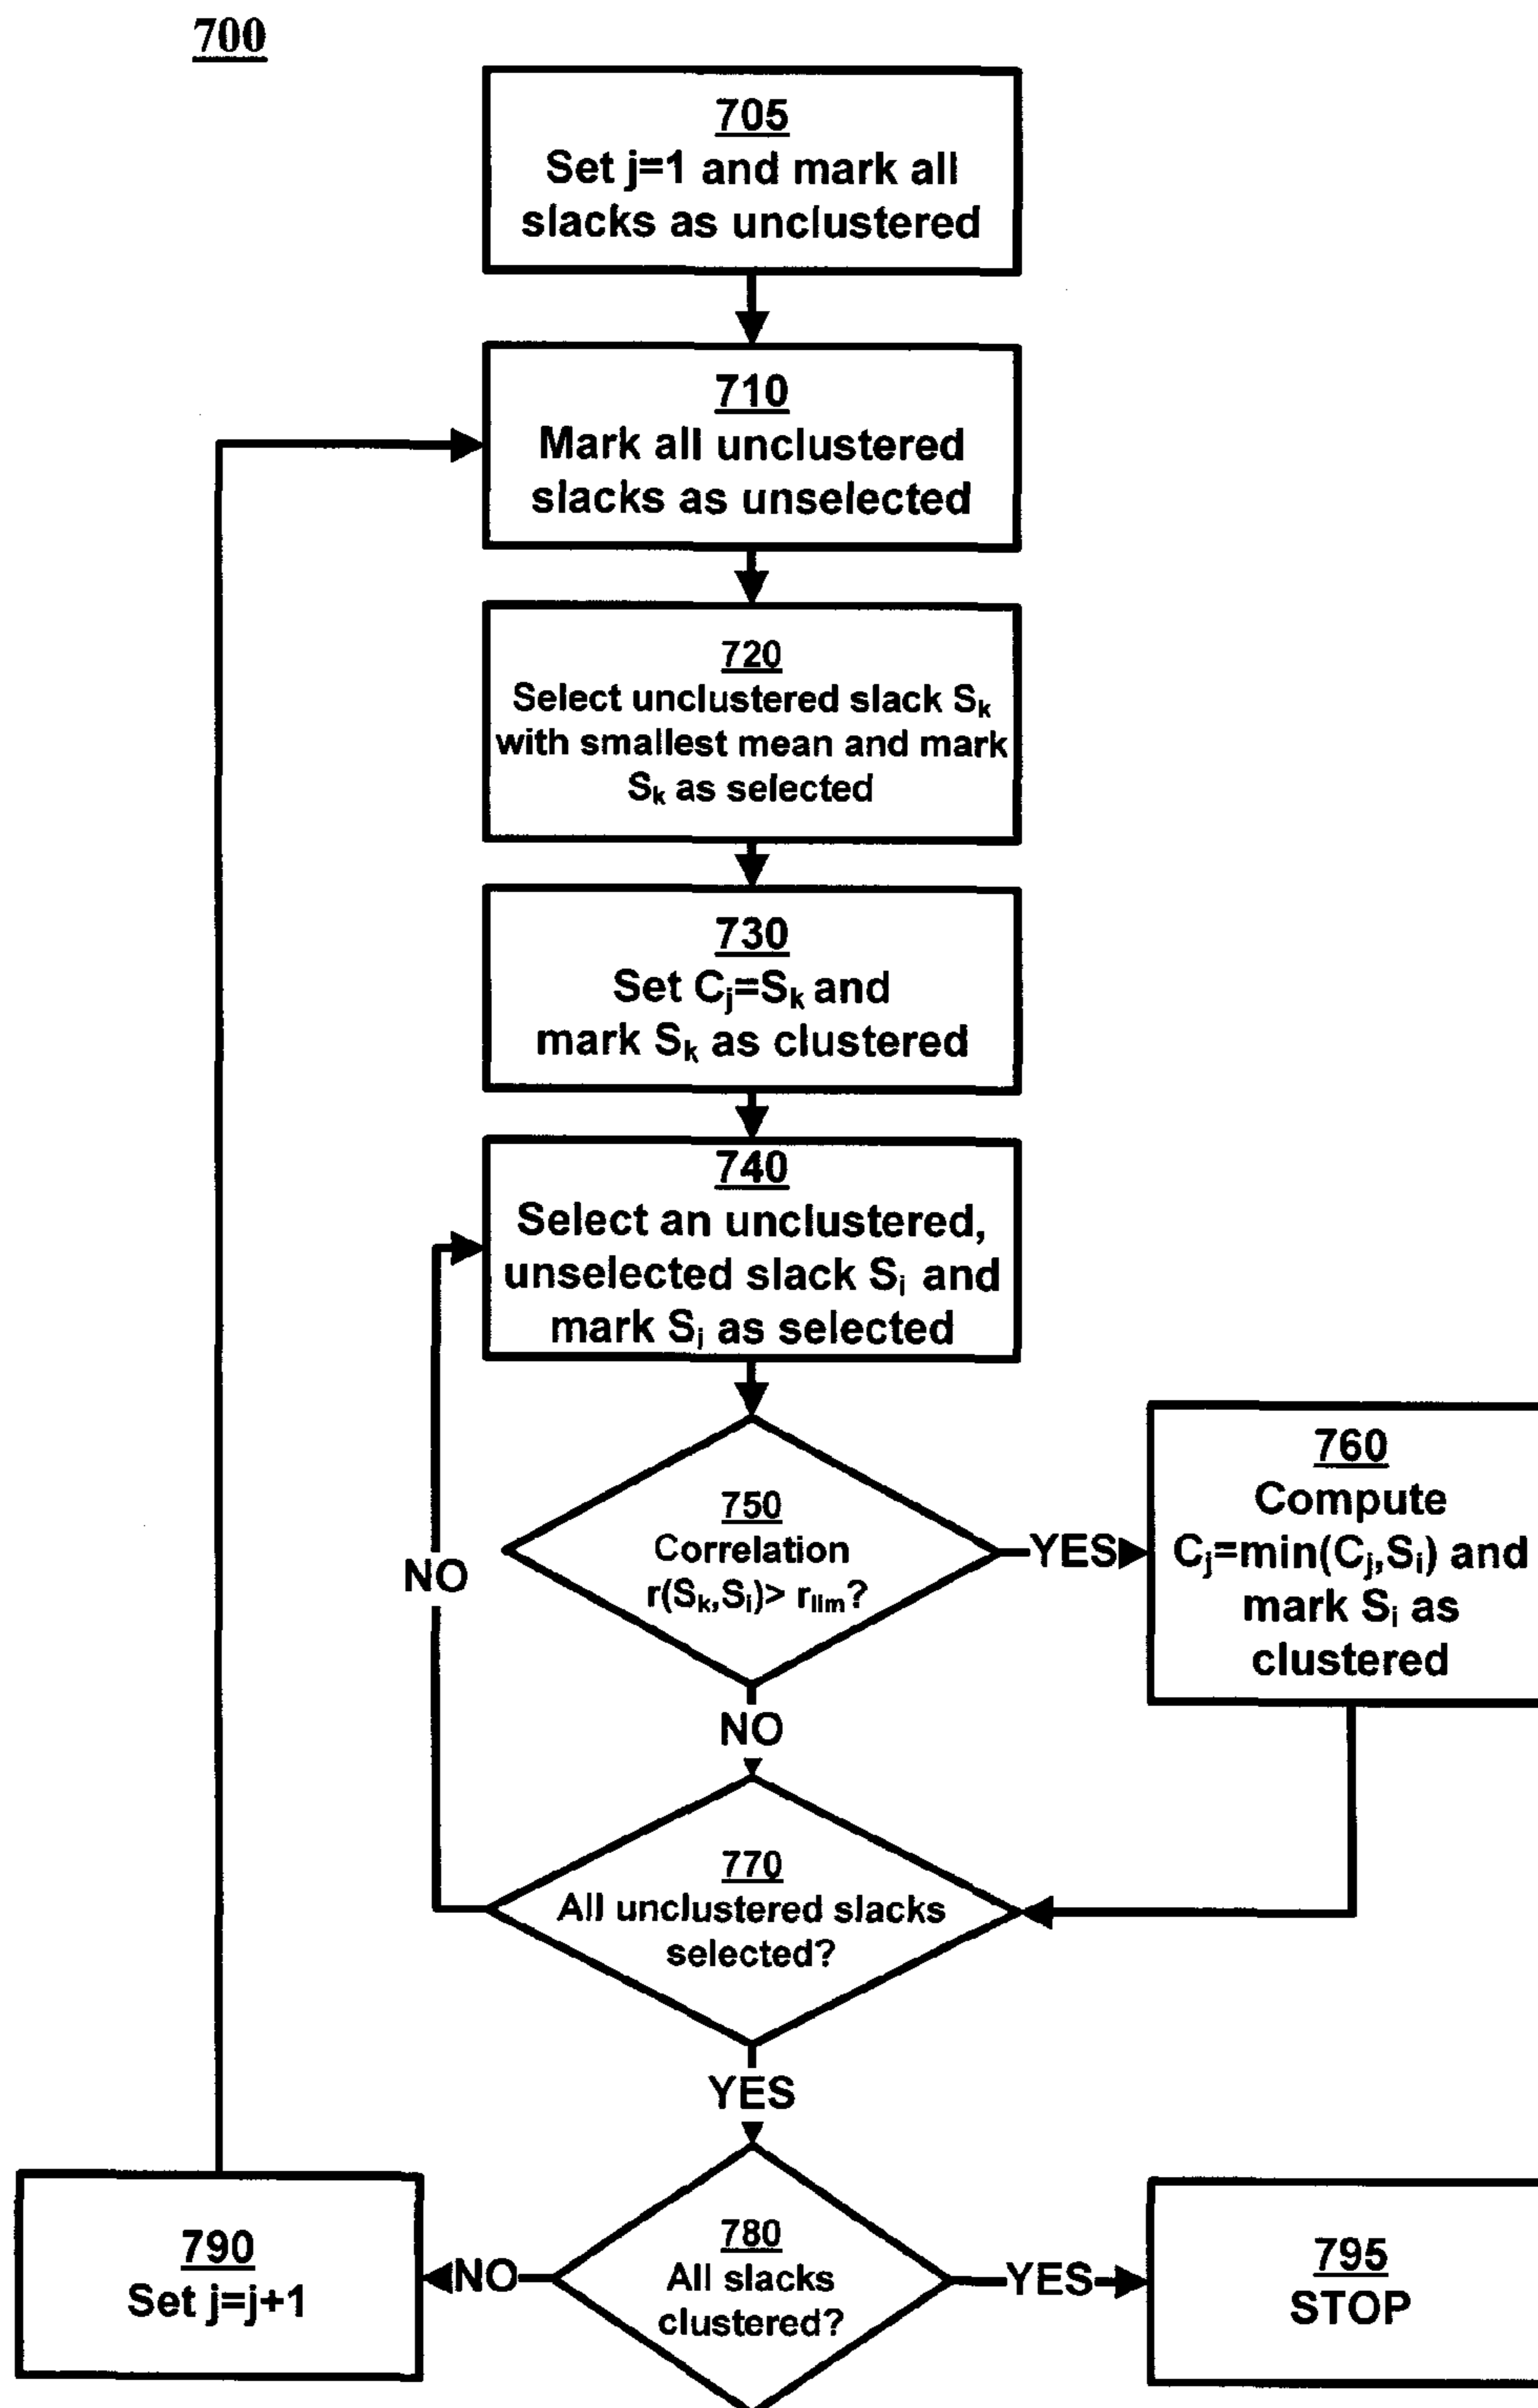 700
705
Set j=1 and mark all
slacks as unclustered
710
Mark all unclustered
slacks as unselected
720
Select unclustered slack Sk
with smallest mean and mark
Sk as selected
730
Set Cj=Sk and
mark Sk as clustered
740
Select an unclustered,
unselected slack Si and
mark Si as selected
750
Correlation
r(Sk,Si)> rlim?
YES
760
Compute
Cj=min(Cj,Si) and
mark Si as
clustered
NO
NO
770
All unclustered slacks
selected?
YES
780
All slacks
clustered?
NO
790
Set j=j+1
YES
795
STOP